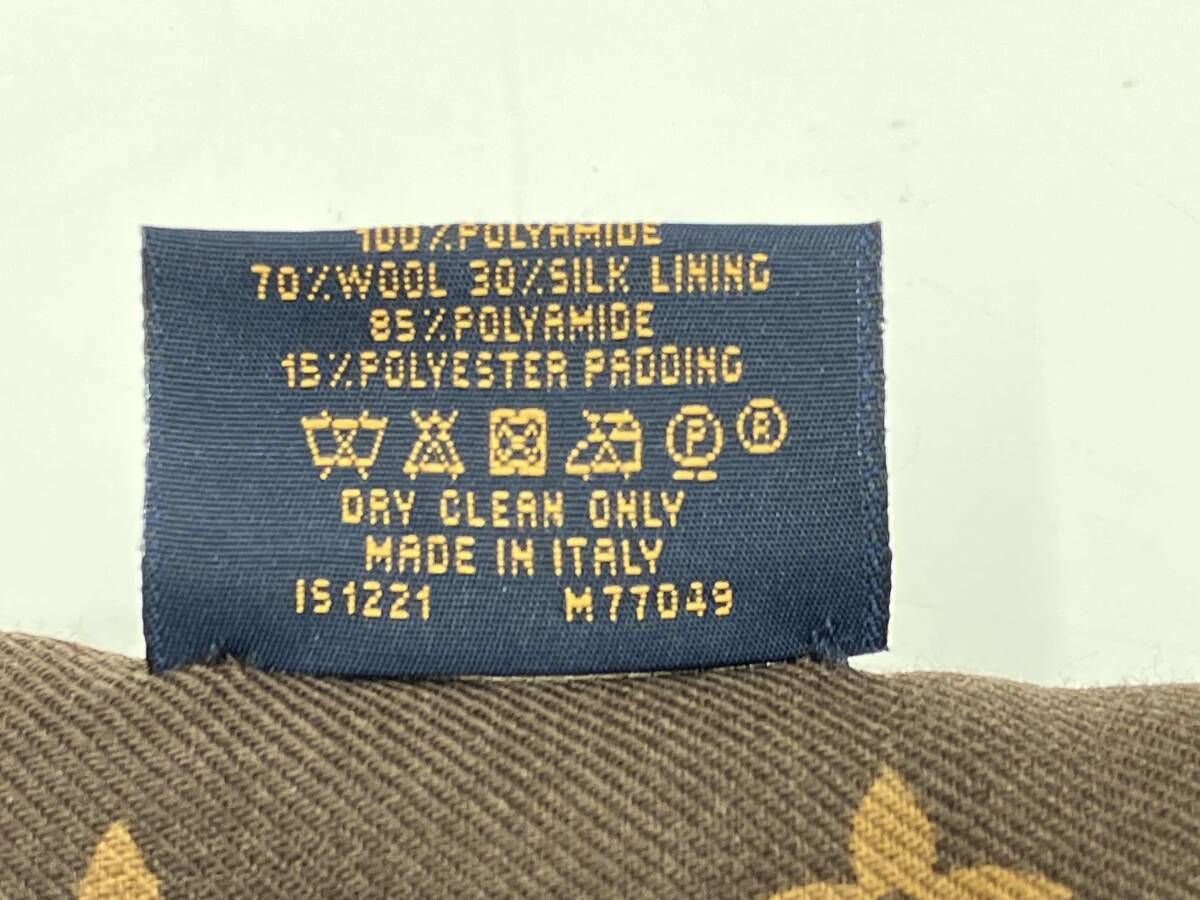 100%POLYAMIDE
70%WOOL 30%SILK LINING
85%POLYAMIDE
15%POLYESTER PADDING
P R
DRY CLEAN ONLY
MADE IN ITALY
IS1221 M77049